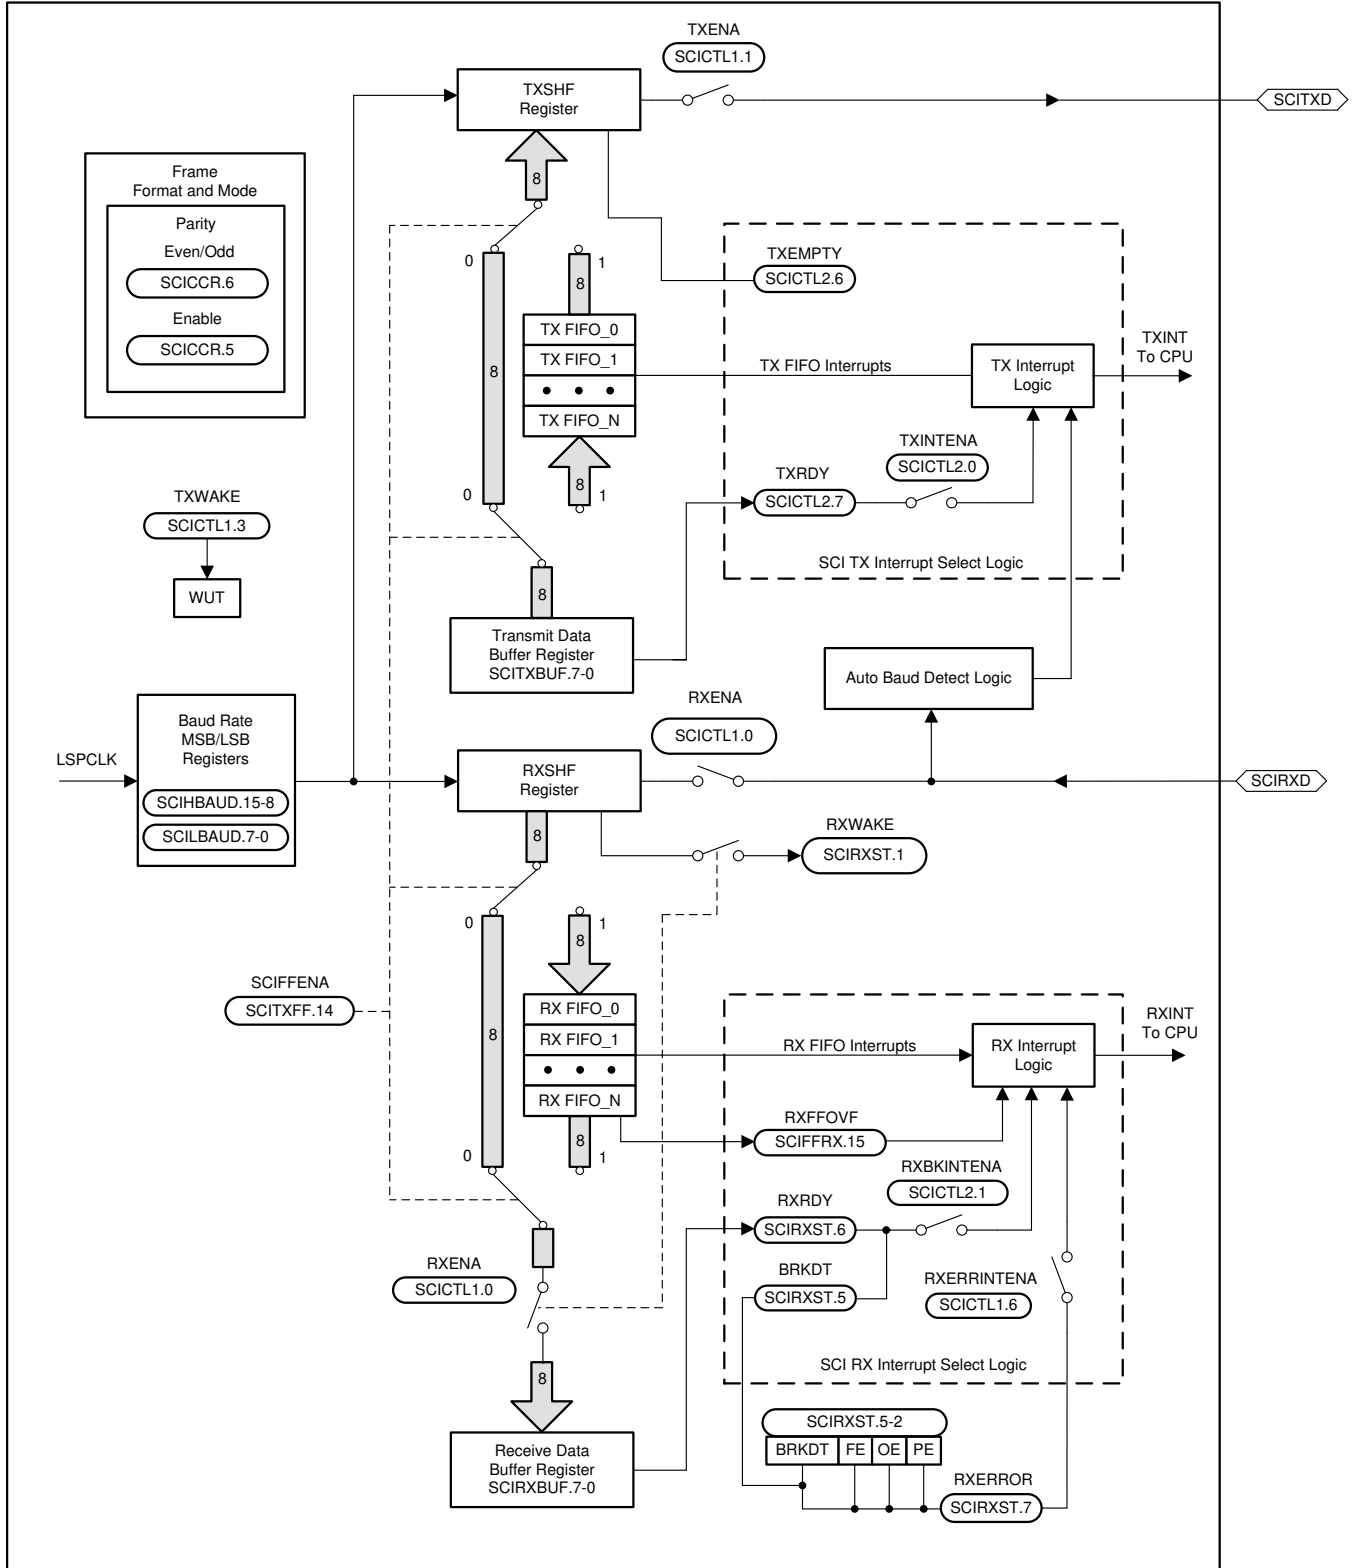 TXENA
SCICTL1.1
TXSHF
Register
SCITXD
Frame
Format and Mode
Parity
Even/Odd
SCICCR.6
Enable
SCICCR.5
8
0
1
8
TXEMPTY
SCICTL2.6
TX FIFO_0
TX FIFO_1
TX FIFO_N
8
TX FIFO Interrupts
TX Interrupt
Logic
TXINT
To CPU
TXINTENA
SCICTL2.0
TXRDY
SCICTL2.7
0
8
1
SCI TX Interrupt Select Logic
TXWAKE
SCICTL1.3
WUT
8
Transmit Data
Buffer Register
SCITXBUF.7-0
Auto Baud Detect Logic
RXENA
SCICTL1.0
LSPCLK
Baud Rate
MSB/LSB
Registers
SCIHBAUD.15-8
SCILBAUD.7-0
RXSHF
Register
SCIRXD
8
RXWAKE
SCIRXST.1
0
1
8
SCIFFENA
SCITXFF.14
8
RX FIFO_0
RX FIFO_1
RX FIFO_N
RX FIFO Interrupts
RX Interrupt
Logic
RXINT
To CPU
RXFFOVF
SCIFFRX.15
0
8
1
RXBKINTENA
SCICTL2.1
RXRDY
SCIRXST.6
BRKDT
SCIRXST.5
RXERRINTENA
SCICTL1.6
RXENA
SCICTL1.0
SCI RX Interrupt Select Logic
8
Receive Data
Buffer Register
SCIRXBUF.7-0
SCIRXST.5-2
BRKDT FE OE PE
RXERROR
SCIRXST.7